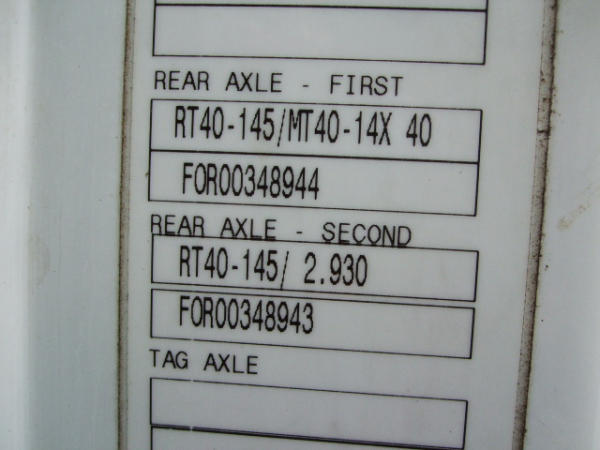 REAR AXLE - FIRST
RT40-145/MT40-14X 40
FOR00348944
REAR AXLE - SECOND
RT40-145/ 2.930
FOR00348943
TAG AXLE